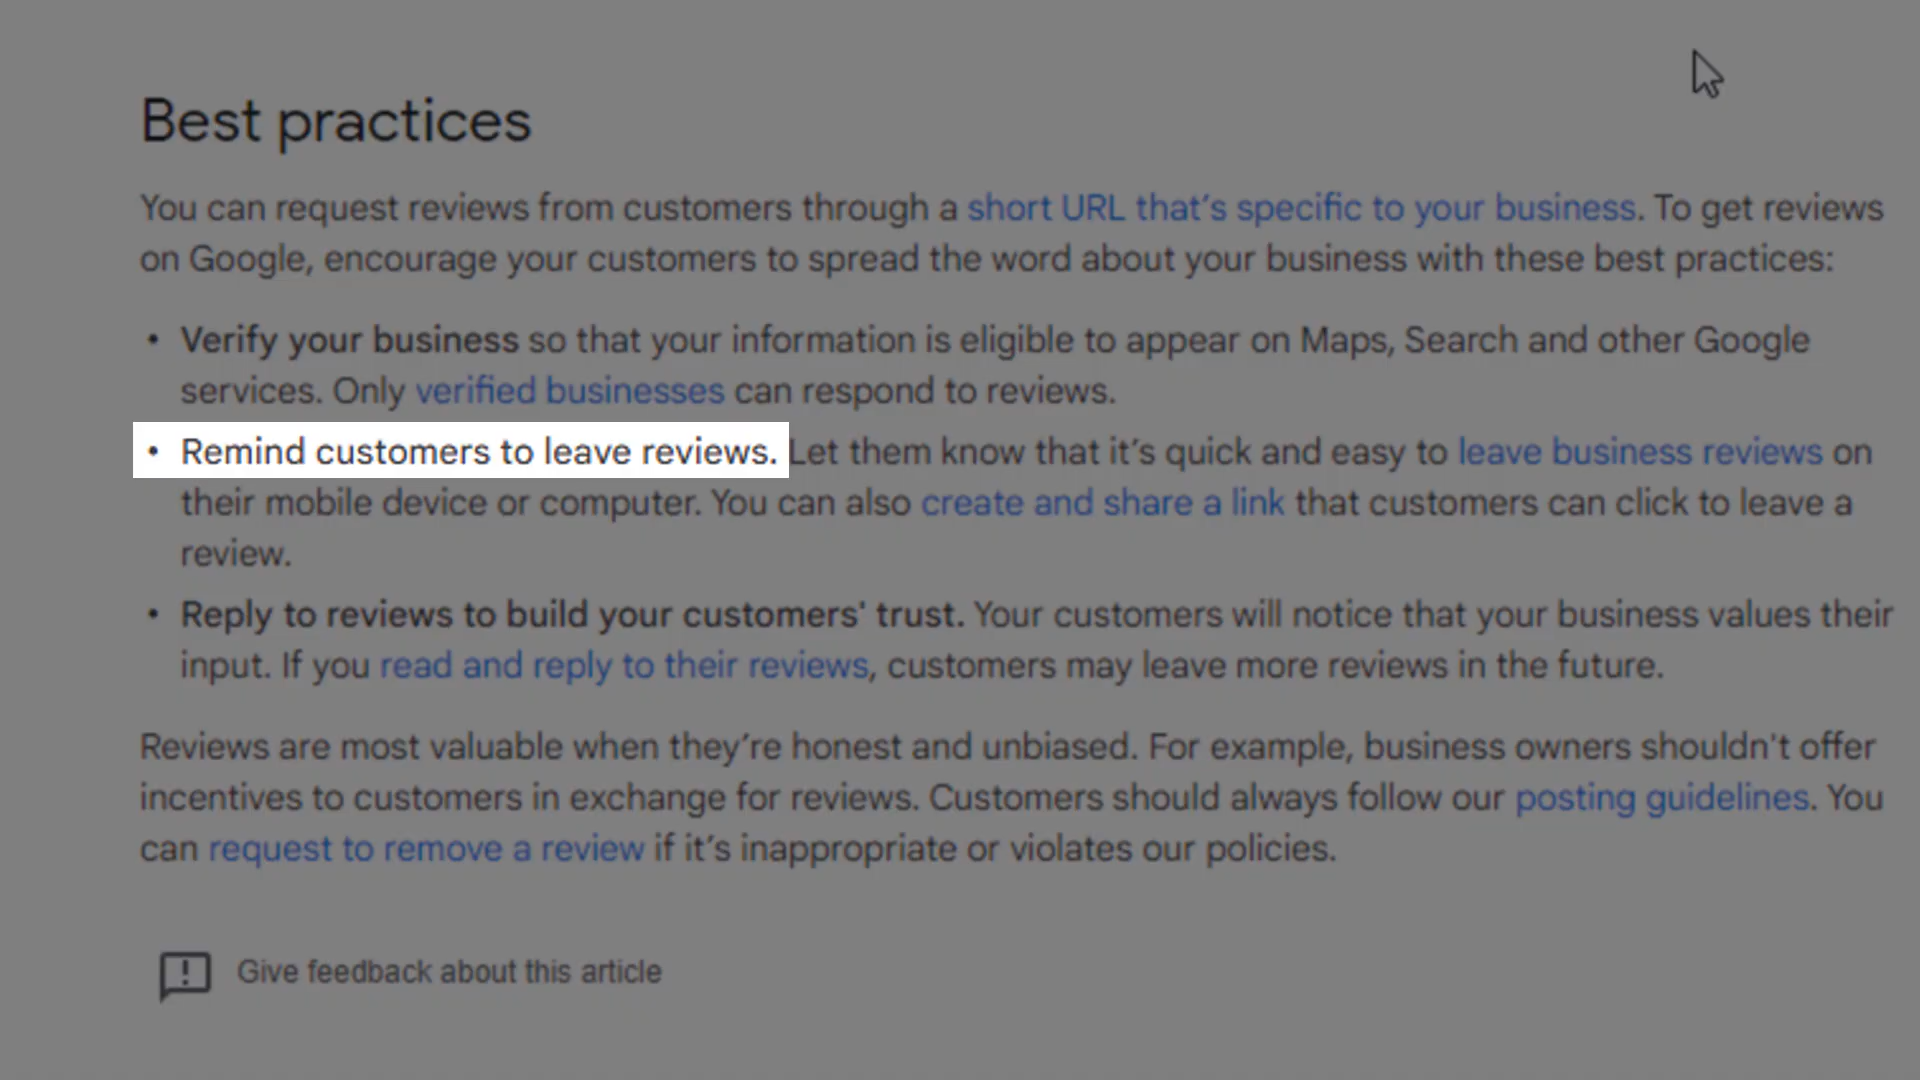 Best practices
You can request reviews from customers through a short URL that’s specific to your business. To get reviews
on Google, encourage your customers to spread the word about your business with these best practices:
• Verify your business so that your information is eligible to appear on Maps, Search and other Google
services. Only verified businesses can respond to reviews.
• Remind customers to leave reviews. Let them know that it’s quick and easy to leave business reviews on
their mobile device or computer. You can also create and share a link that customers can click to leave a
review.
• Reply to reviews to build your customers' trust. Your customers will notice that your business values their
input. If you read and reply to their reviews, customers may leave more reviews in the future.
Reviews are most valuable when they’re honest and unbiased. For example, business owners shouldn't offer
incentives to customers in exchange for reviews. Customers should always follow our posting guidelines. You
can request to remove a review if it’s inappropriate or violates our policies.
Give feedback about this article